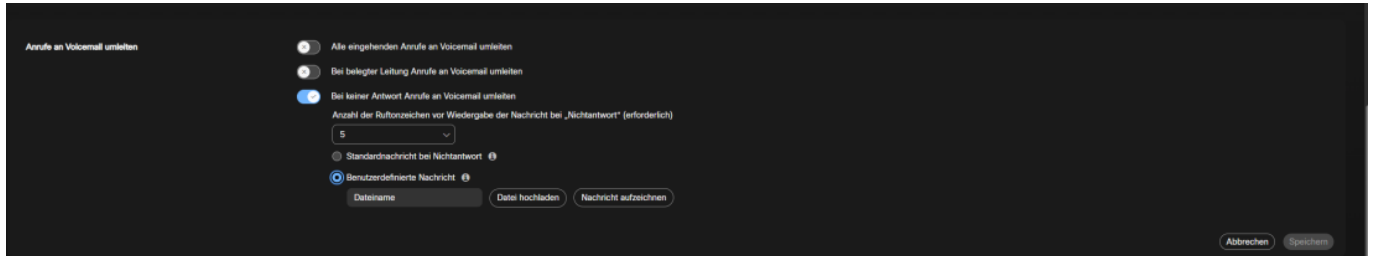 Anrufe an Voicemail umleiten
Alle eingehenden Anrufe an Voicemail umleiten
Bei belegter Leitung Anrufe an Voicemail umleiten
Bei keiner Antwort Anrufe an Voicemail umleiten
Anzahl der Ruftonzeichen vor Wiedergabe der Nachricht bei „Nichtantwort" (erforderlich)
5
Standardnachricht bei Nichtantwort
Benutzerdefinierte Nachricht
Dateiname Datei hochladen Nachricht aufzeichnen
Abbrechen Speichern